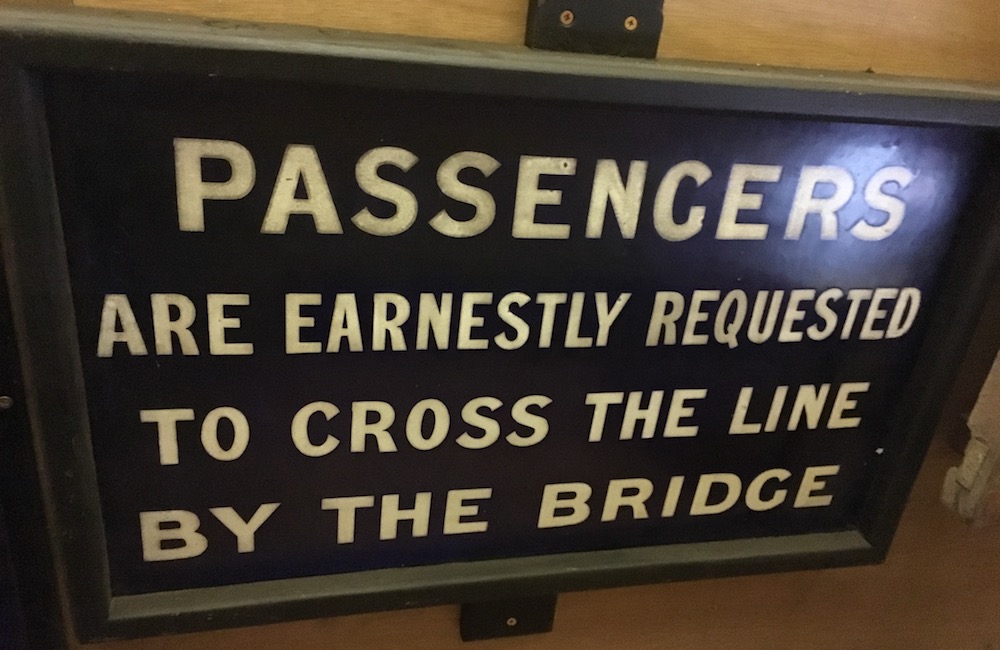 PASSENGERS
ARE EARNESTLY REQUESTED
TO CROSS THE LINE
BY THE BRIDGE